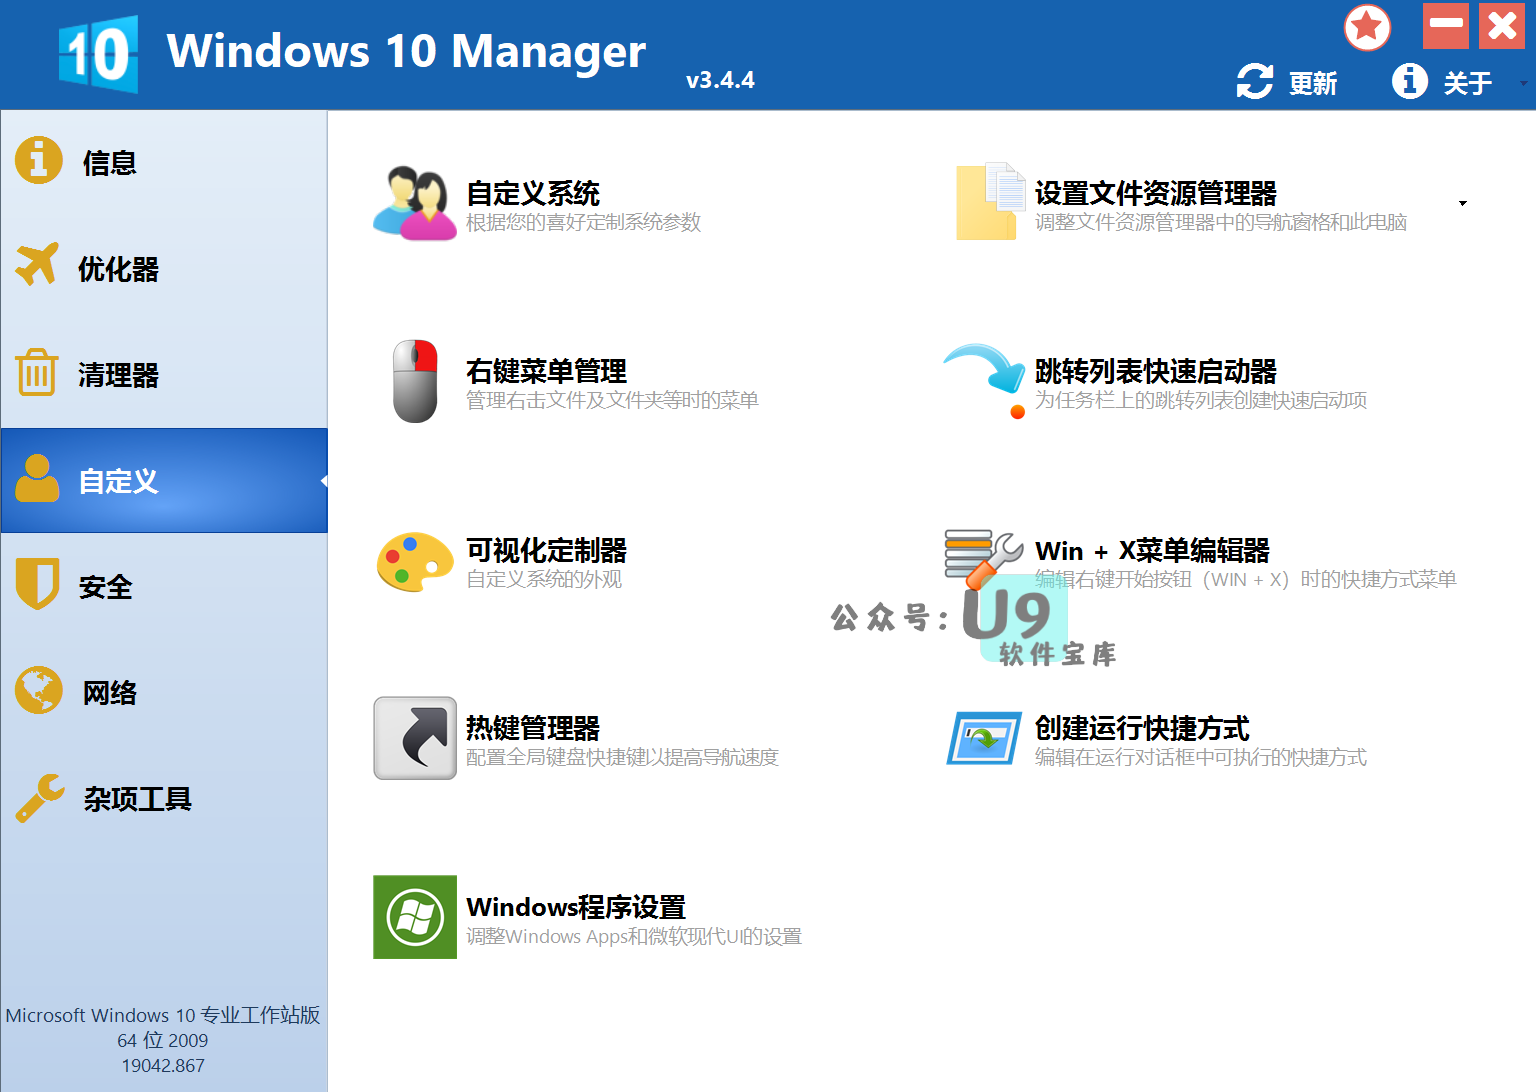 10
Windows 10 Manager
v3.4.4
更新
关于
信息
优化器
清理器
自定义
安全
网络
杂项工具
Microsoft Windows 10 专业工作站版
64 位 2009
19042.867
自定义系统
根据您的喜好定制系统参数
设置文件资源管理器
调整文件资源管理器中的导航窗格和此电脑
右键菜单管理
管理右击文件及文件夹等时的菜单
跳转列表快速启动器
为任务栏上的跳转列表创建快速启动项
可视化定制器
自定义系统的外观
Win + X菜单编辑器
编辑右键开始按钮（WIN + X）时的快捷方式菜单
公众号：U9
软件宝库
热键管理器
配置全局键盘快捷键以提高导航速度
创建运行快捷方式
编辑在运行对话框中可执行的快捷方式
Windows程序设置
调整Windows Apps和微软现代UI的设置